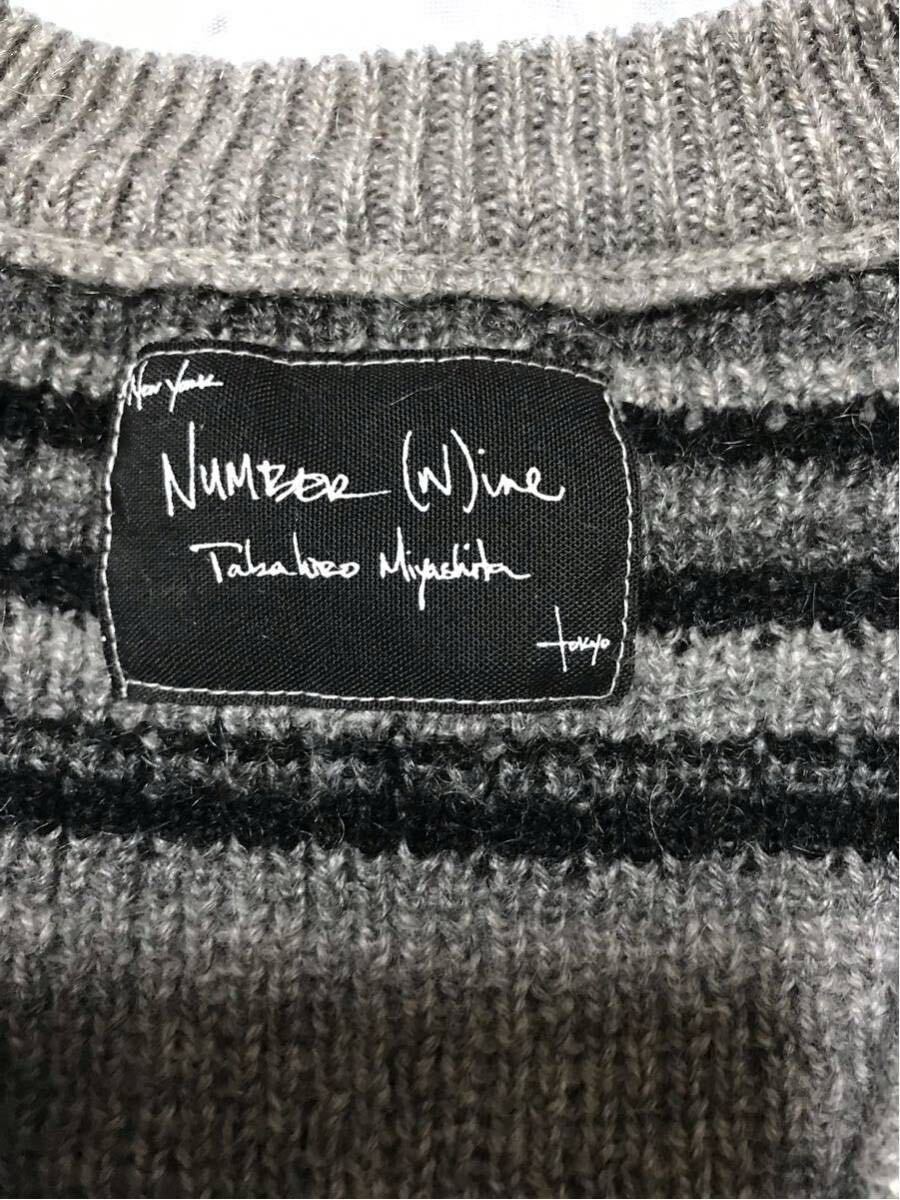 New York
NUMBER (N)ine
Takahiro Miyashita
tokyo